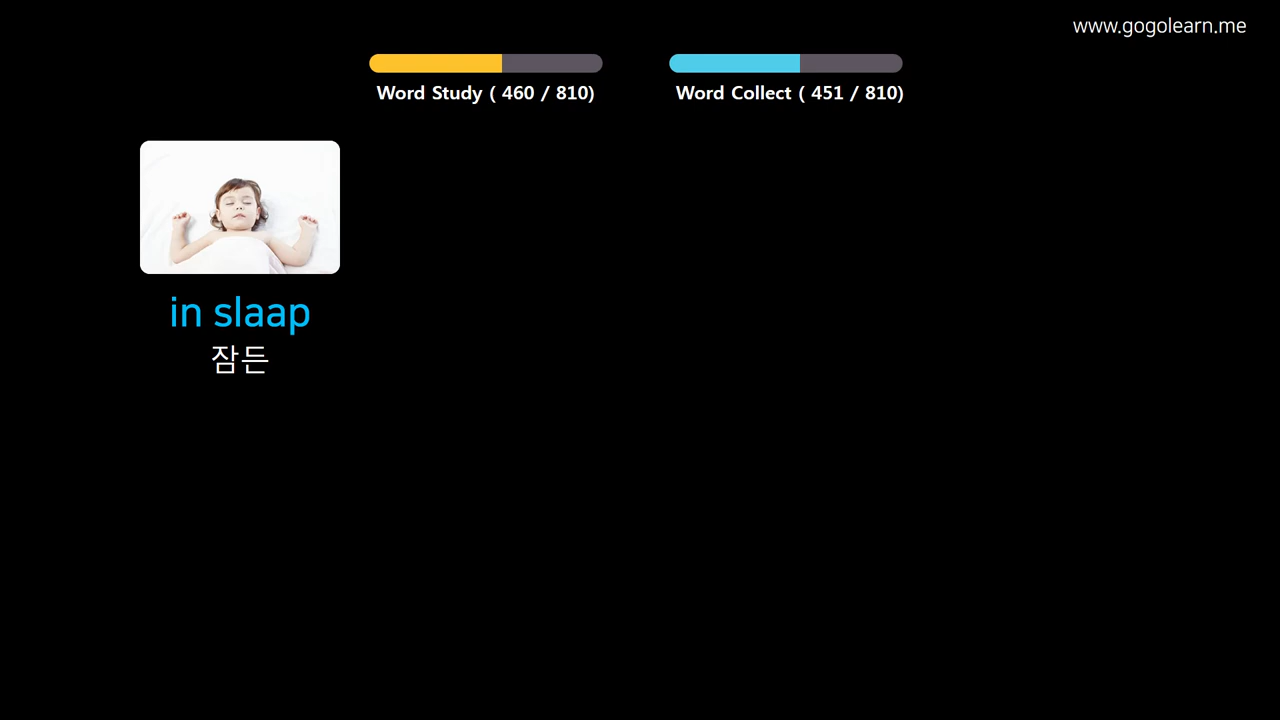 www.gogolearn.me
Word Study ( 460 / 810)
Word Collect ( 451 / 810)
in slaap
잠든